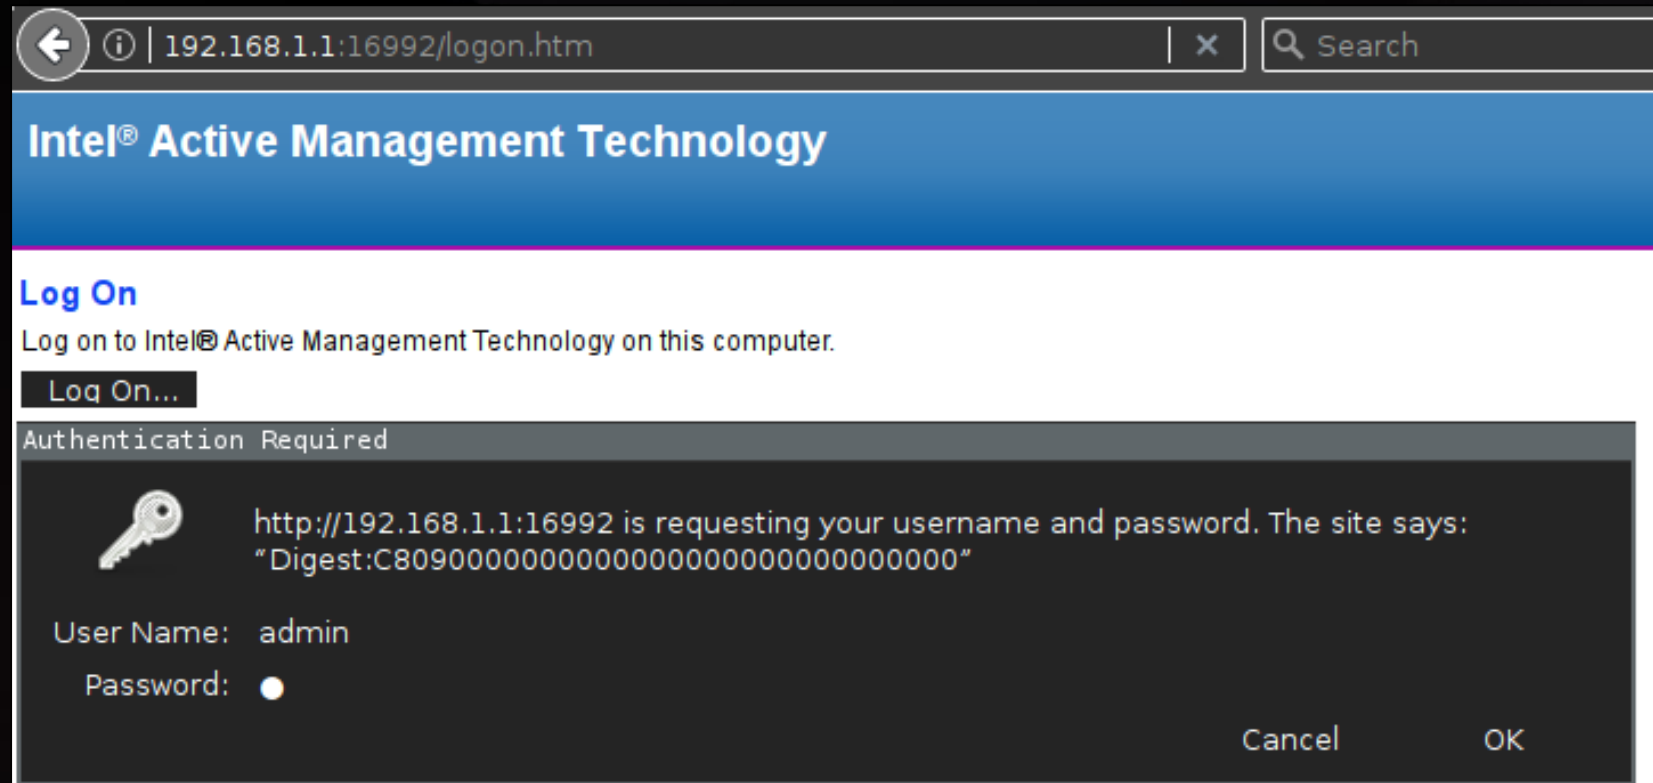 192.168.1.1:16992/logon.htm
Search
Intel® Active Management Technology
Log On
Log on to Intel® Active Management Technology on this computer.
Log On...
Authentication Required
http://192.168.1.1:16992 is requesting your username and password. The site says:
“Digest:C8090000000000000000000000000000”
User Name: admin
Password:
Cancel
OK